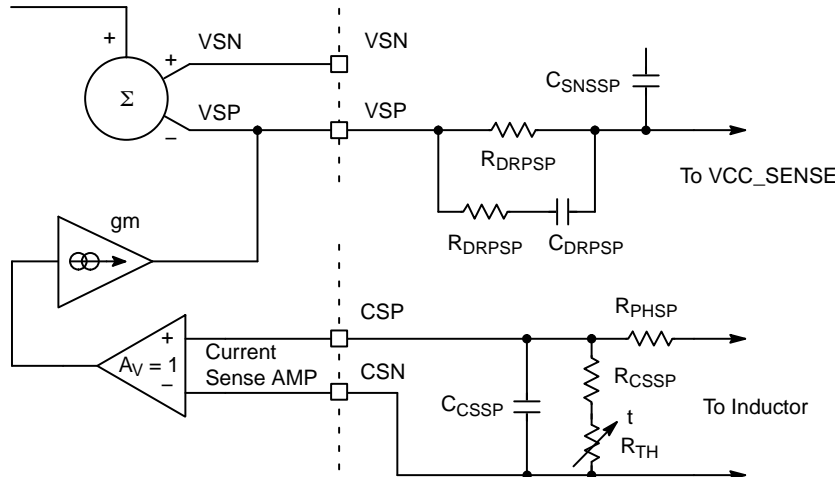 +
VSN
VSN
+
C_SNSSP
Σ
VSP
VSP
−
R_DRPSP
To VCC_SENSE
gm
R_DRPSP
C_DRPSP
CSP
R_PHSP
+
A_V = 1
−
Current
Sense AMP
CSN
C_CSSP
R_CSSP
To Inductor
t
R_TH